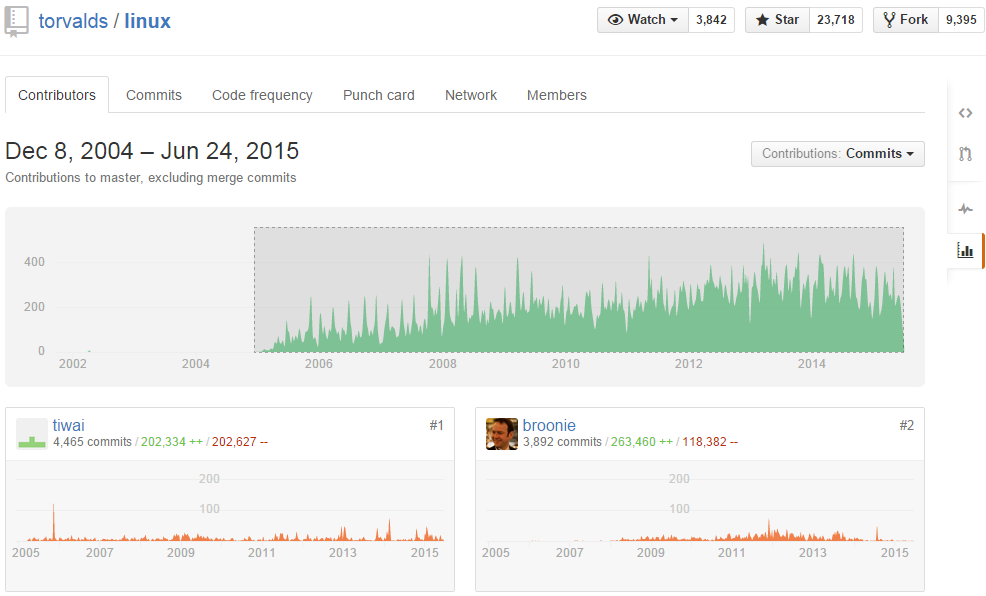 torvalds / linux
Watch 3,842 Star 23,718 Fork 9,395
Contributors Commits Code frequency Punch card Network Members
Dec 8, 2004 – Jun 24, 2015
Contributions: Commits
Contributions to master, excluding merge commits
400
200
0
2002 2004 2006 2008 2010 2012 2014
tiwai #1
4,465 commits / 202,334 ++ / 202,627 --
200
100
2005 2007 2009 2011 2013 2015
broonie #2
3,892 commits / 263,460 ++ / 118,382 --
200
100
2005 2007 2009 2011 2013 2015